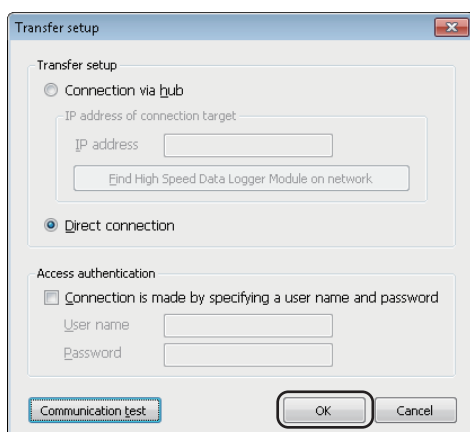 Transfer setup
Transfer setup
Connection via hub
IP address of connection target
IP address
Find High Speed Data Logger Module on network
Direct connection
Access authentication
Connection is made by specifying a user name and password
User name
Password
Communication test OK Cancel